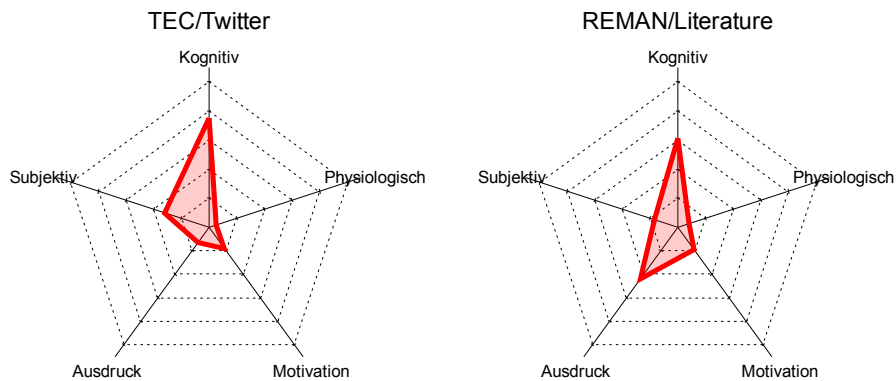 TEC/Twitter
Kognitiv
Subjektiv
Physiologisch
Ausdruck
Motivation
REMAN/Literature
Kognitiv
Subjektiv
Physiologisch
Ausdruck
Motivation